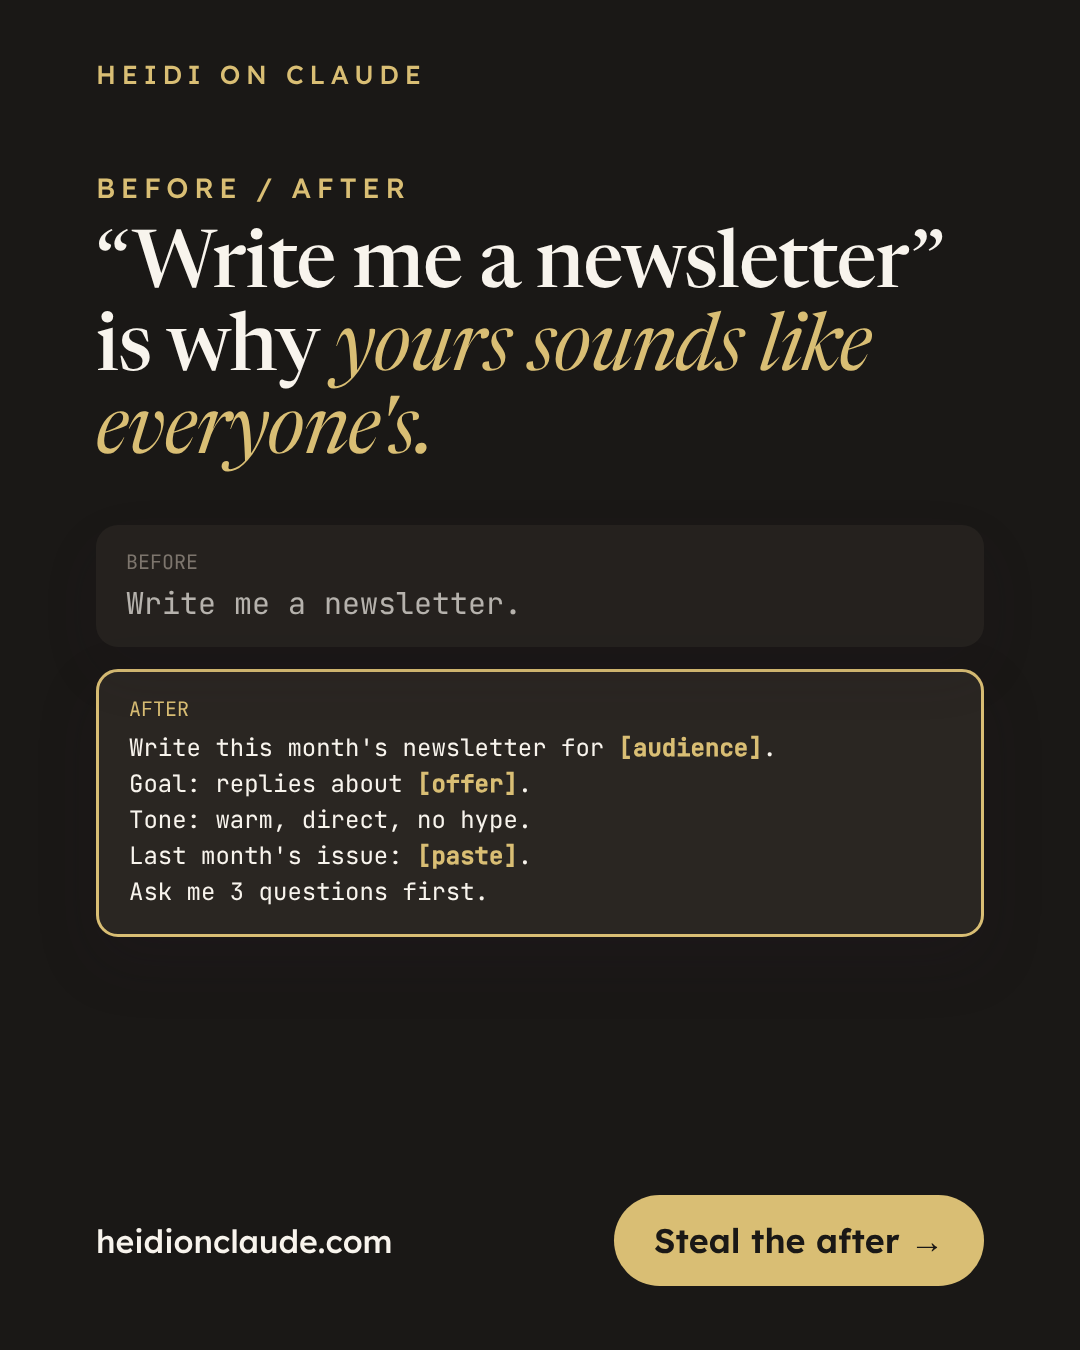 HEIDI ON CLAUDE
BEFORE / AFTER
“Write me a newsletter”
is why yours sounds like
everyone's.
BEFORE
Write me a newsletter.
AFTER
Write this month's newsletter for [audience].
Goal: replies about [offer].
Tone: warm, direct, no hype.
Last month's issue: [paste].
Ask me 3 questions first.
heidionclaude.com
Steal the after →